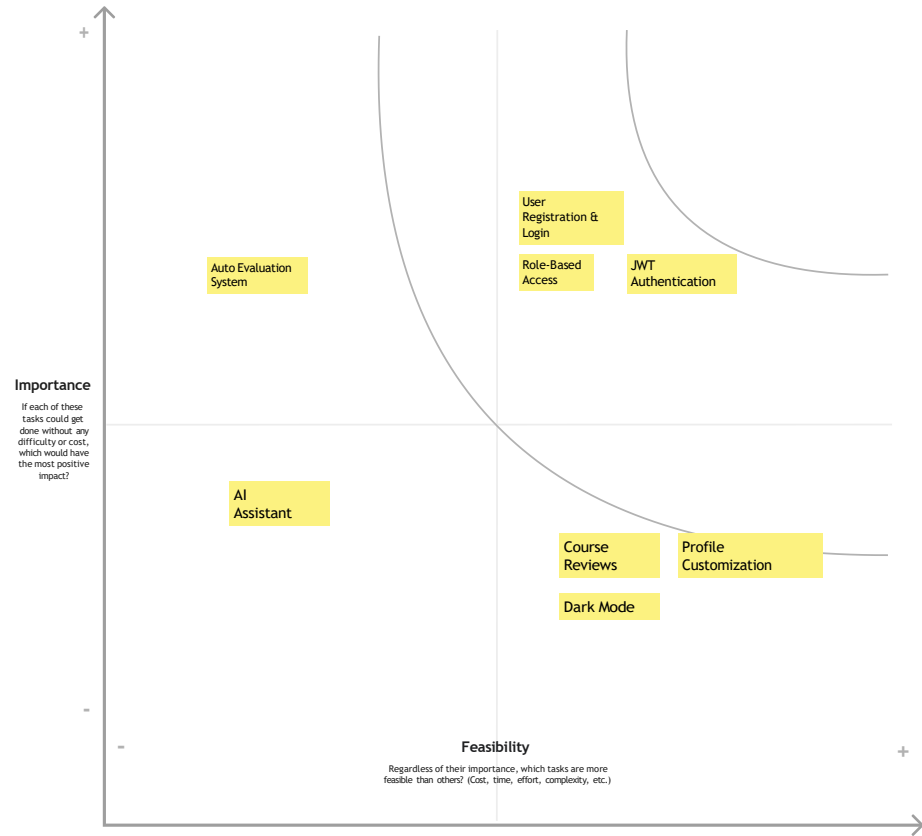 +
User
Registration &
Login
Auto Evaluation
System
Role-Based
Access
JWT
Authentication
Importance
If each of these
tasks could get
done without any
difficulty or cost,
which would have
the most positive
impact?
AI
Assistant
Course
Reviews
Profile
Customization
Dark Mode
-
-
Feasibility
+
Regardless of their importance, which tasks are more
feasible than others? (Cost, time, effort, complexity, etc.)